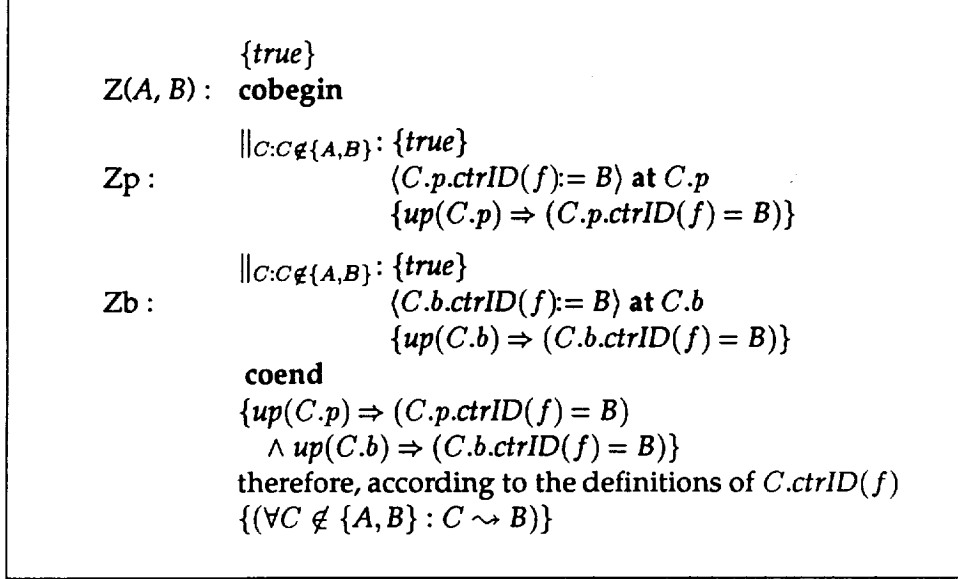 {true}
Z(A, B) : cobegin
||C:C∉{A,B}: {true}
Zp : ⟨C.p.ctrID(f):= B⟩ at C.p
{up(C.p) ⇒ (C.p.ctrID(f) = B)}
||C:C∉{A,B}: {true}
Zb : ⟨C.b.ctrID(f):= B⟩ at C.b
{up(C.b) ⇒ (C.b.ctrID(f) = B)}
coend
{up(C.p) ⇒ (C.p.ctrID(f) = B)
∧ up(C.b) ⇒ (C.b.ctrID(f) = B)}
therefore, according to the definitions of C.ctrID(f)
{(∀C ∉ {A, B} : C ⇝ B)}